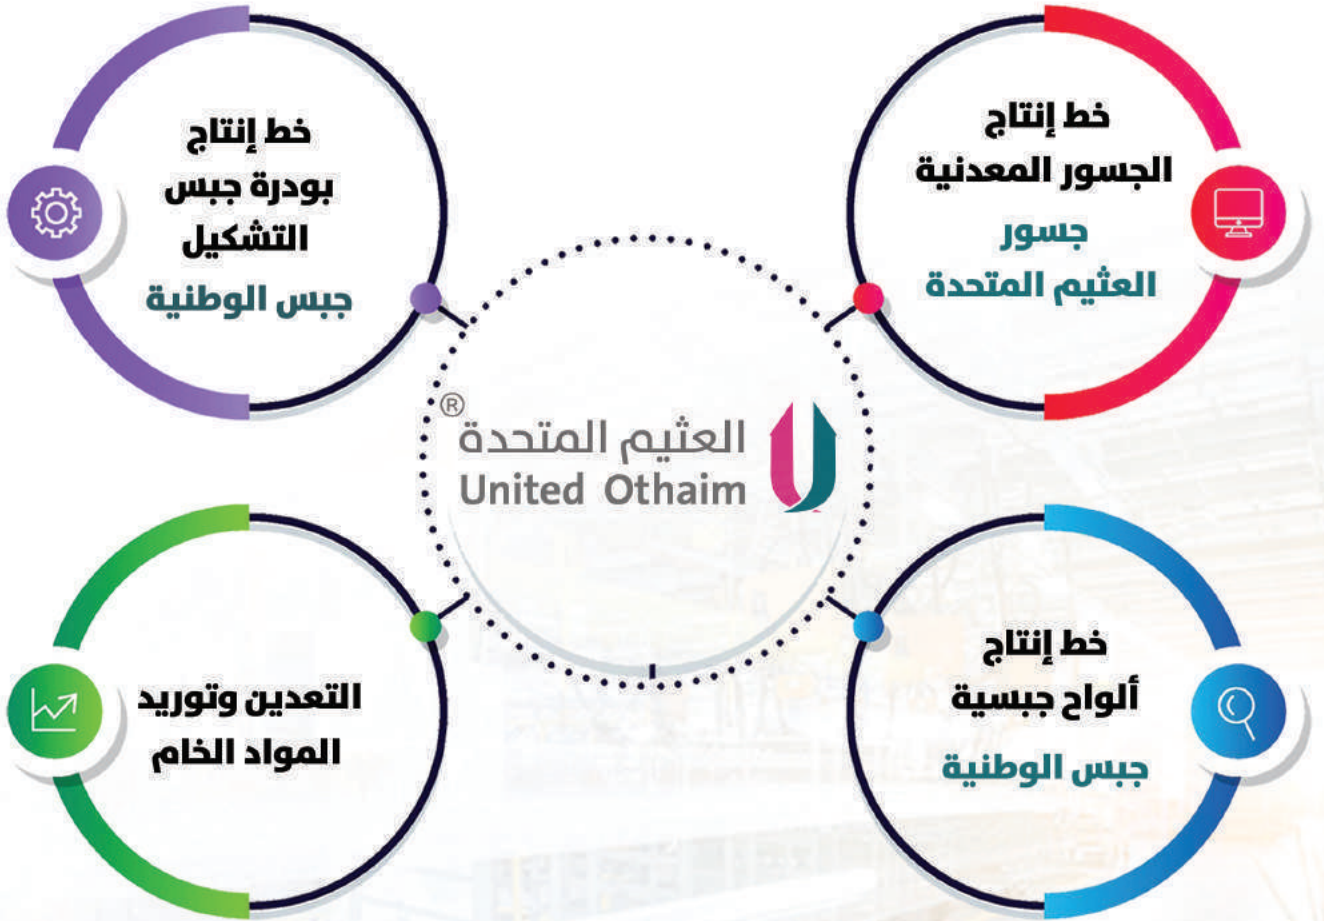 خط إنتاج
الجسور المعدنية
جسور
العثيم المتحدة
خط إنتاج
بودرة جبس
التشكيل
جبس الوطنية
العثيم المتحدة®
United Othaim
خط إنتاج
ألواح جبسية
جبس الوطنية
التعدين وتوريد
المواد الخام